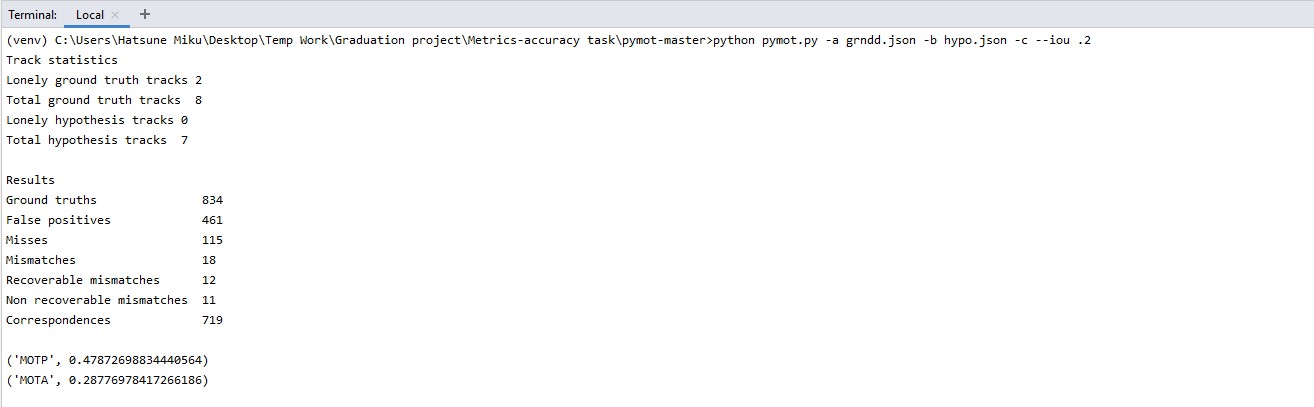 Terminal: Local × +
(venv) C:\Users\Hatsune Miku\Desktop\Temp Work\Graduation project\Metrics-accuracy task\pymot-master>python pymot.py -a grndd.json -b hypo.json -c --iou .2
Track statistics
Lonely ground truth tracks 2
Total ground truth tracks  8
Lonely hypothesis tracks 0
Total hypothesis tracks  7

Results
Ground truths               834
False positives             461
Misses                      115
Mismatches                  18
Recoverable mismatches      12
Non recoverable mismatches  11
Correspondences             719

('MOTP', 0.47872698834440564)
('MOTA', 0.28776978417266186)